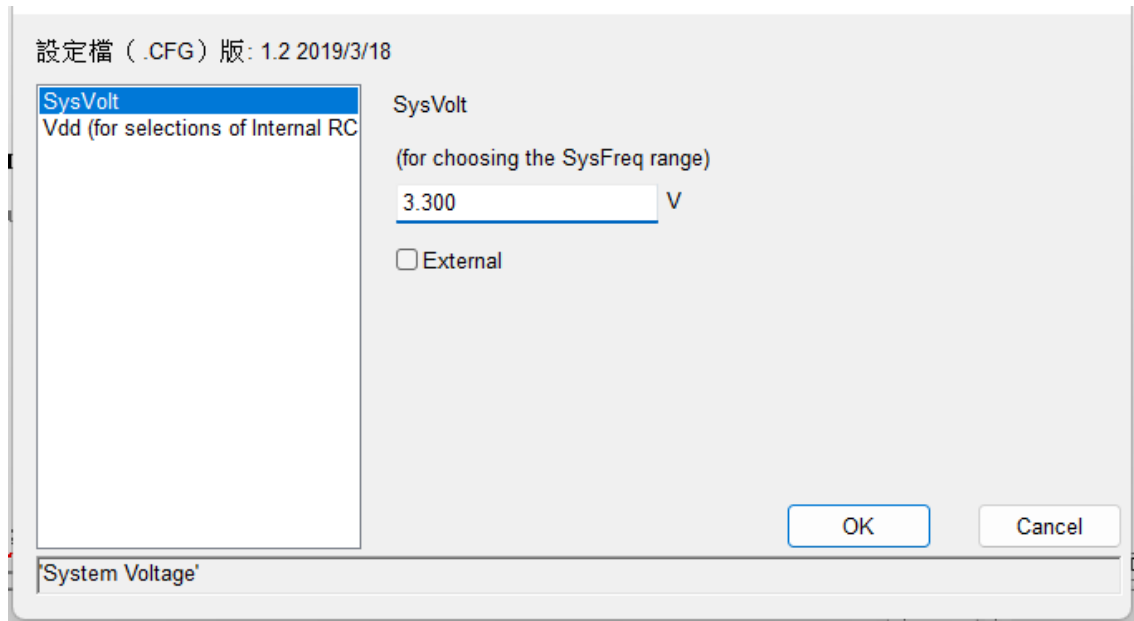 設定檔（ .CFG）版: 1.2 2019/3/18
SysVolt
Vdd (for selections of Internal RC
SysVolt
(for choosing the SysFreq range)
3.300 V
External
OK Cancel
'System Voltage'